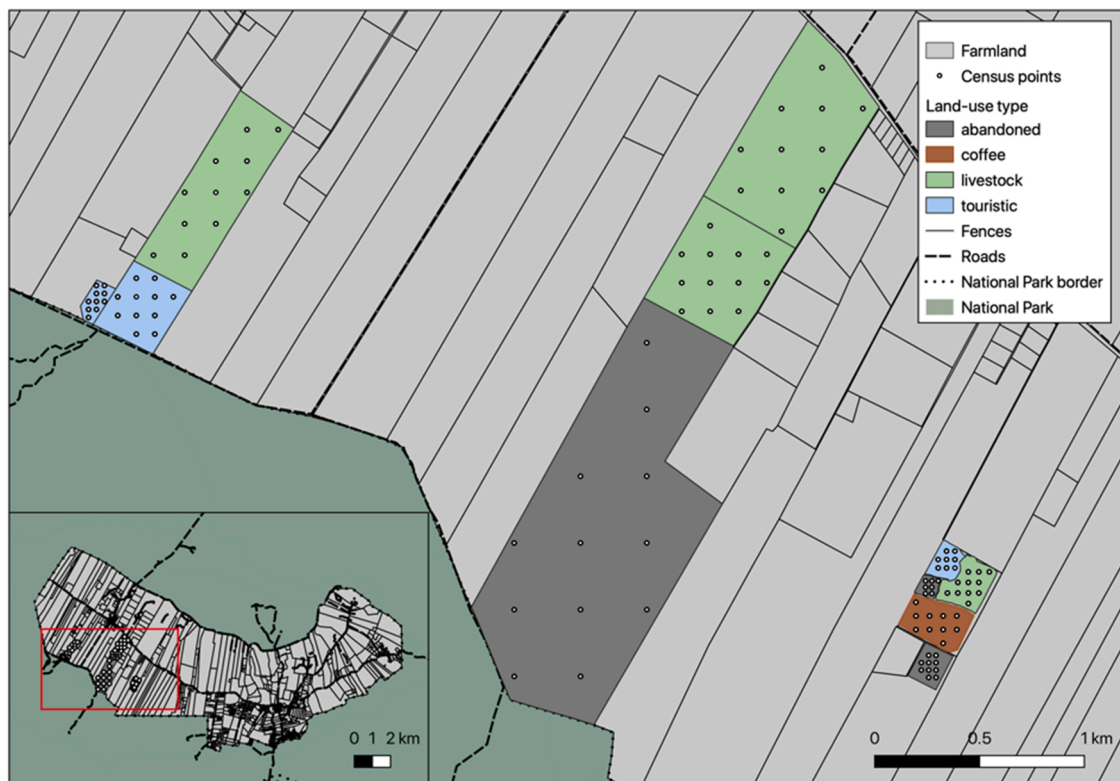 Farmland
Census points
Land-use type
abandoned
coffee
livestock
touristic
Fences
Roads
National Park border
National Park
0 1 2 km
0 0.5 1 km